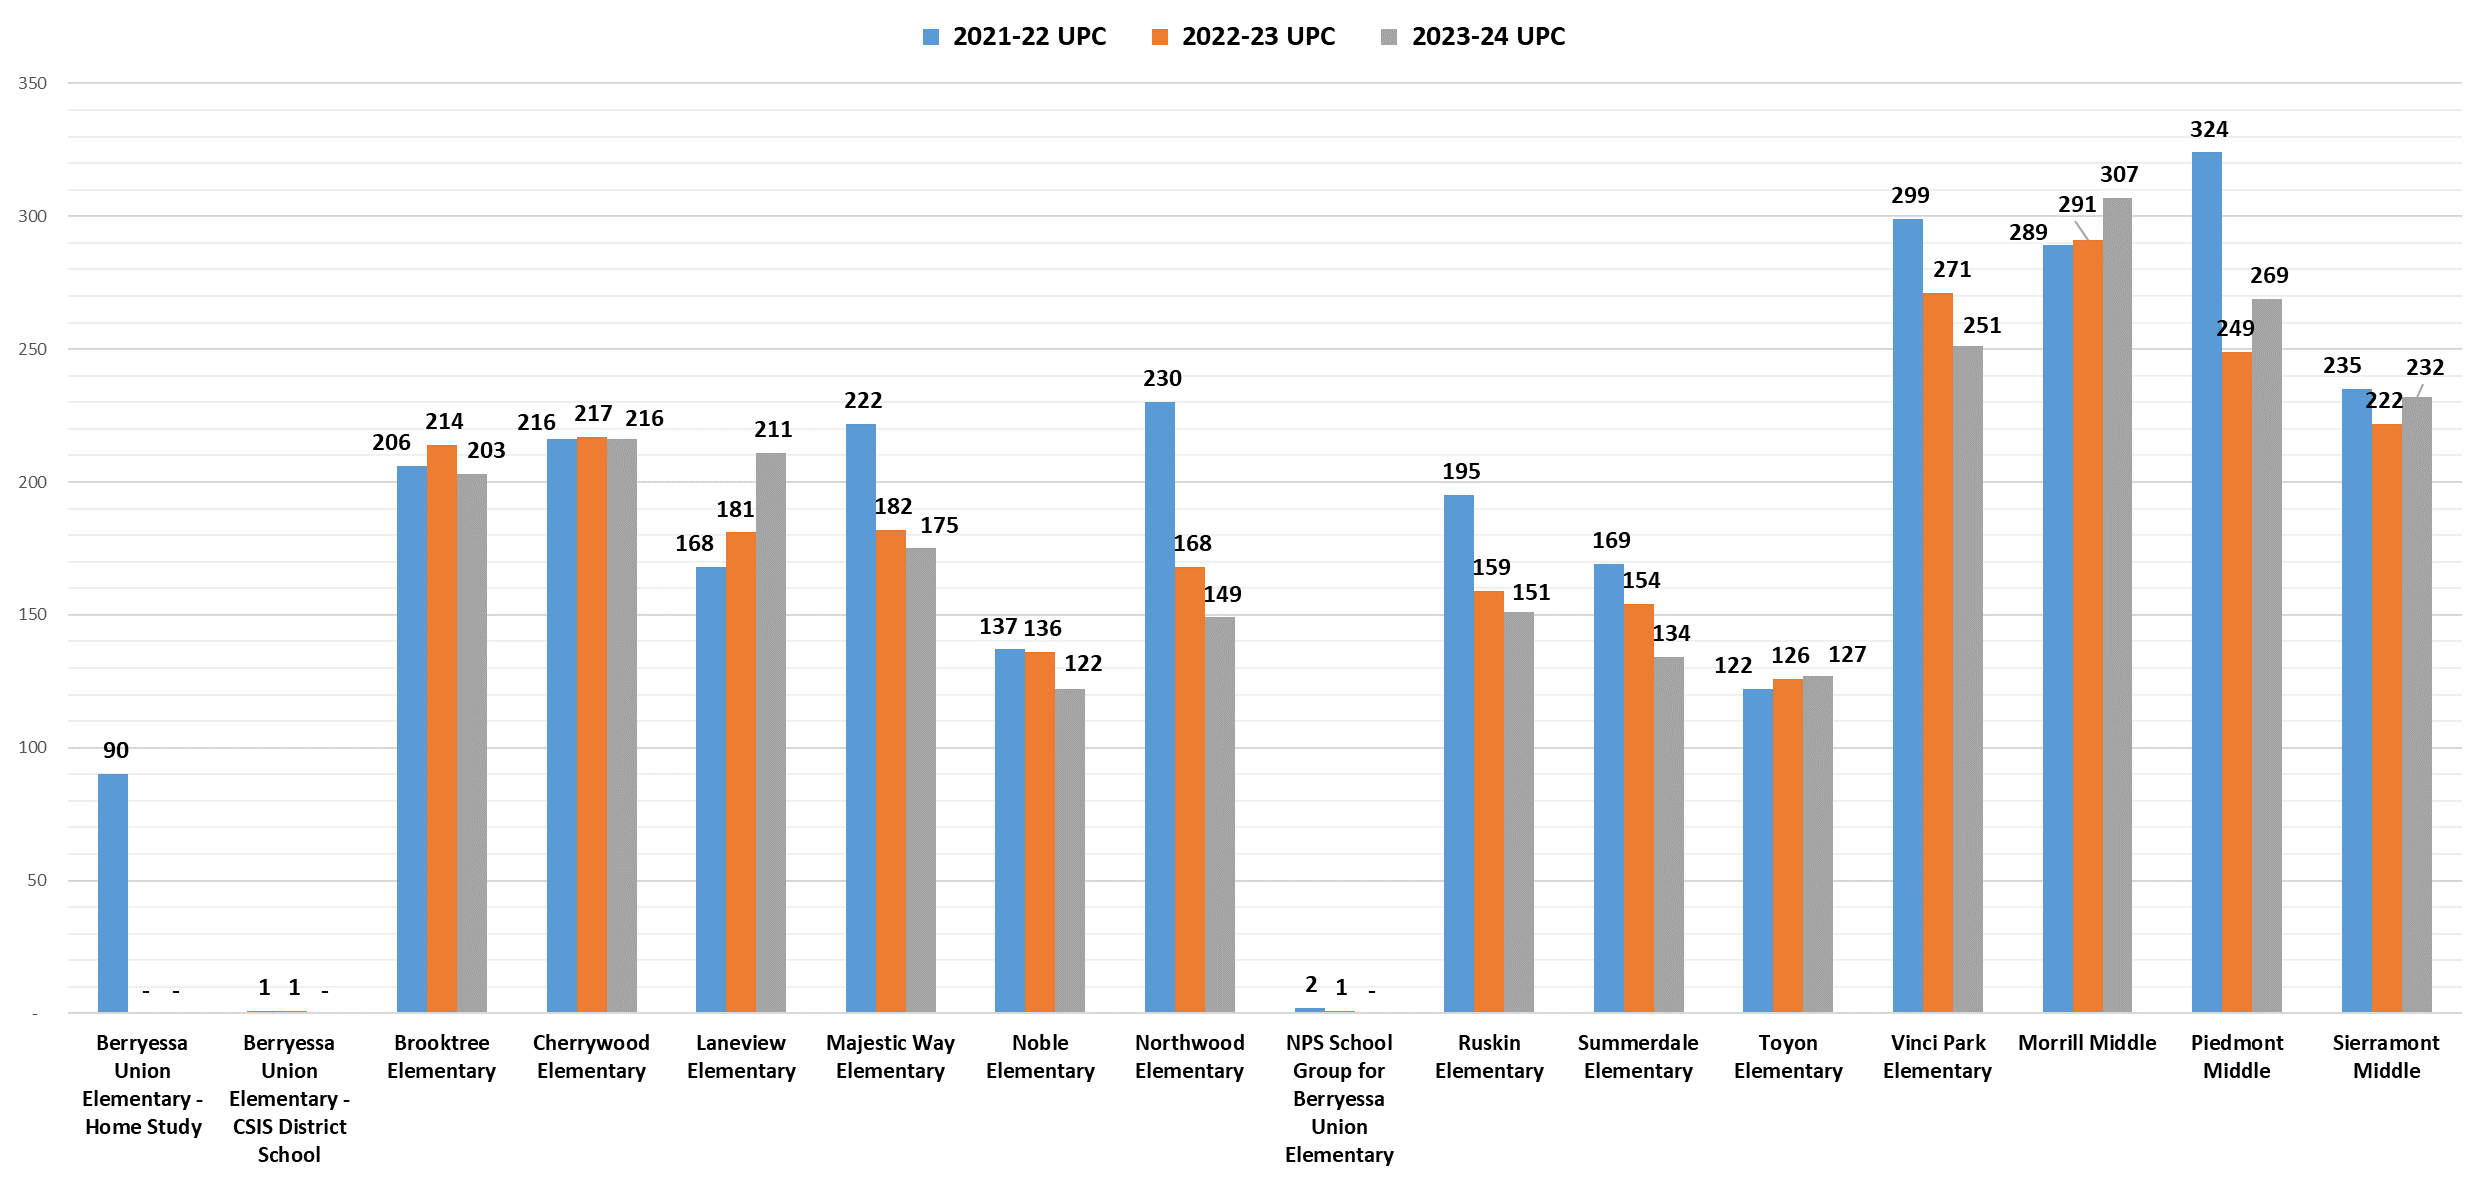 2021-22 UPC 2022-23 UPC 2023-24 UPC
350
300
250
200
150
100
50
-
90 - -
1 1 -
206 214 203
216 217 216
168 181 211
222 182 175
137 136 122
230 168 149
2 1 -
195 159 151
169 154 134
122 126 127
299 271 251
289 291 307
324 249 269
235 222 232
Berryessa
Union
Elementary -
Home Study
Berryessa
Union
Elementary -
CSIS District
School
Brooktree
Elementary
Cherrywood
Elementary
Laneview
Elementary
Majestic Way
Elementary
Noble
Elementary
Northwood
Elementary
NPS School
Group for
Berryessa
Union
Elementary
Ruskin
Elementary
Summerdale
Elementary
Toyon
Elementary
Vinci Park
Elementary
Morrill Middle
Piedmont
Middle
Sierramont
Middle